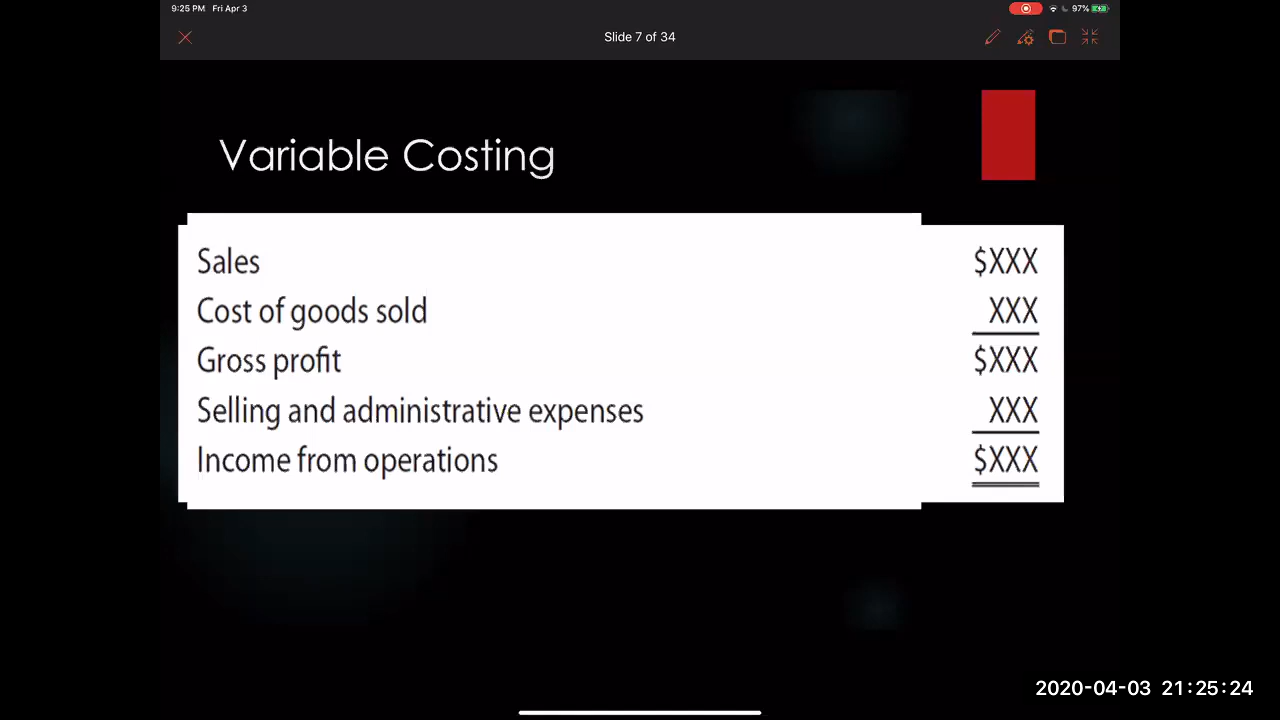 9:25 PM Fri Apr 3
97%
Slide 7 of 34
Variable Costing
Sales $XXX
Cost of goods sold XXX
Gross profit $XXX
Selling and administrative expenses XXX
Income from operations $XXX
2020-04-03 21:25:24